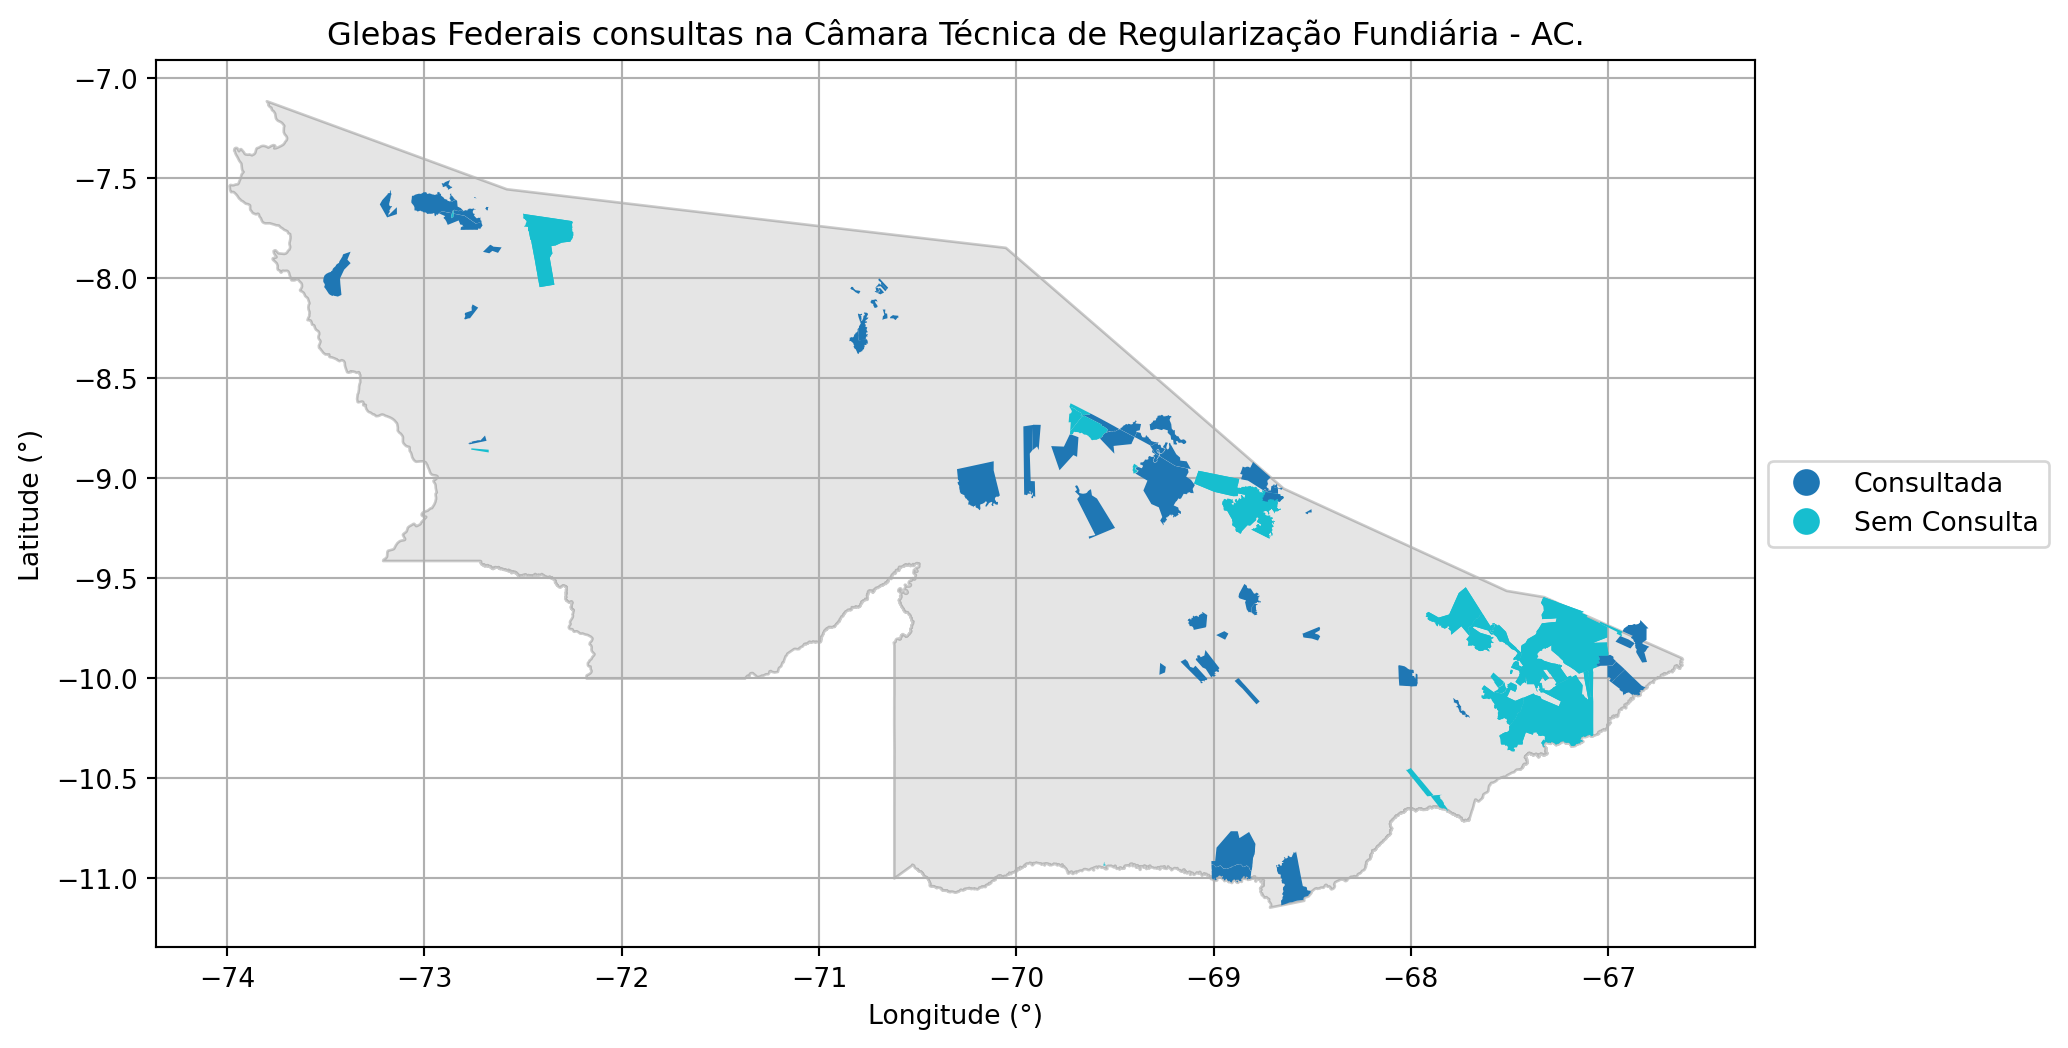 Glebas Federais consultas na Câmara Técnica de Regularização Fundiária - AC.
−7.0
−7.5
−8.0
−8.5
−9.0
−9.5
−10.0
−10.5
−11.0
Latitude (°)
−74 −73 −72 −71 −70 −69 −68 −67
Longitude (°)
Consultada
Sem Consulta